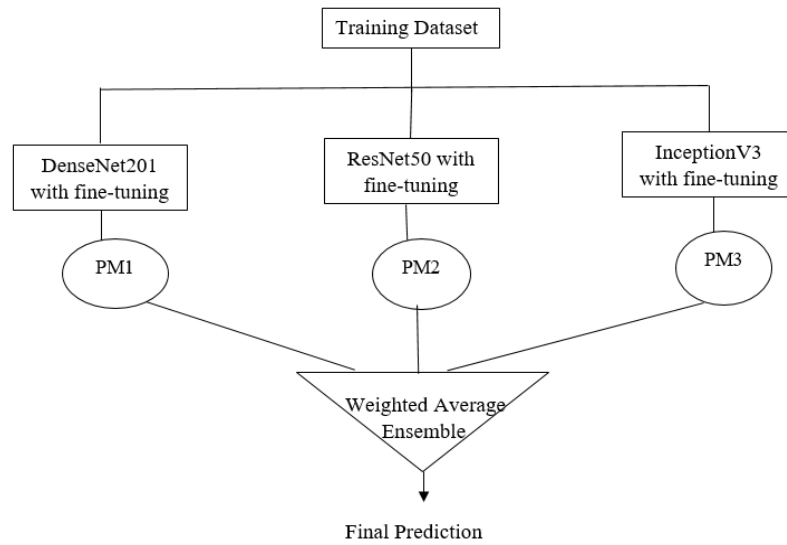 Training Dataset
DenseNet201
with fine-tuning
ResNet50 with
fine-tuning
InceptionV3
with fine-tuning
PM1
PM2
PM3
Weighted Average
Ensemble
Final Prediction